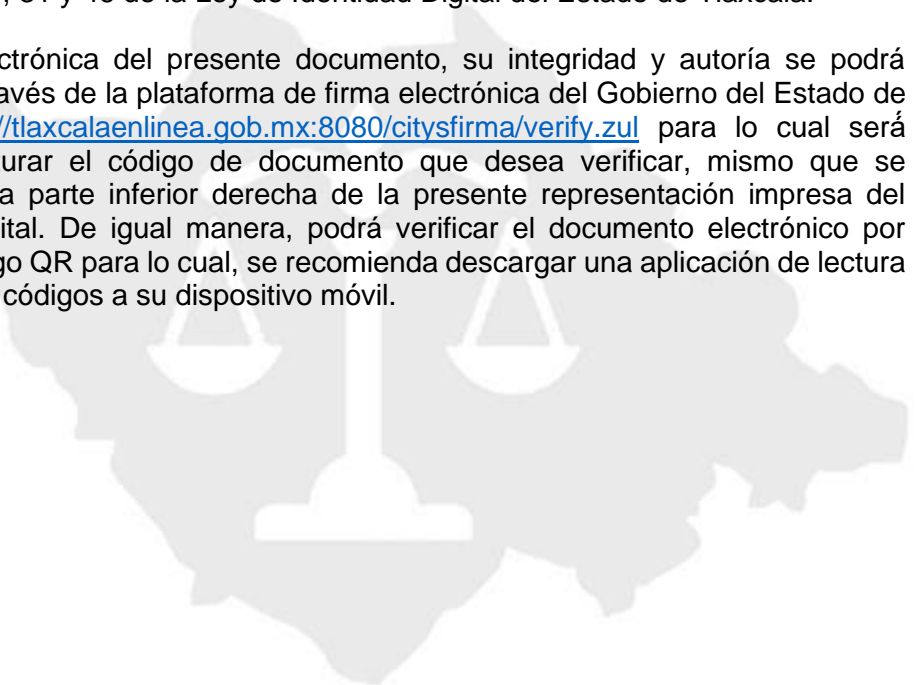 de la Ley de Identidad Digital del Estado de Tlaxcala.
ctrónica del presente documento, su integridad y autoría se podrá
avés de la plataforma de firma electrónica del Gobierno del Estado de
//tlaxcalaenlinea.gob.mx:8080/citysfirma/verify.zul para lo cual será
urar el código de documento que desea verificar, mismo que se
a parte inferior derecha de la presente representación impresa del
ital. De igual manera, podrá verificar el documento electrónico por
go QR para lo cual, se recomienda descargar una aplicación de lectura
códigos a su dispositivo móvil.